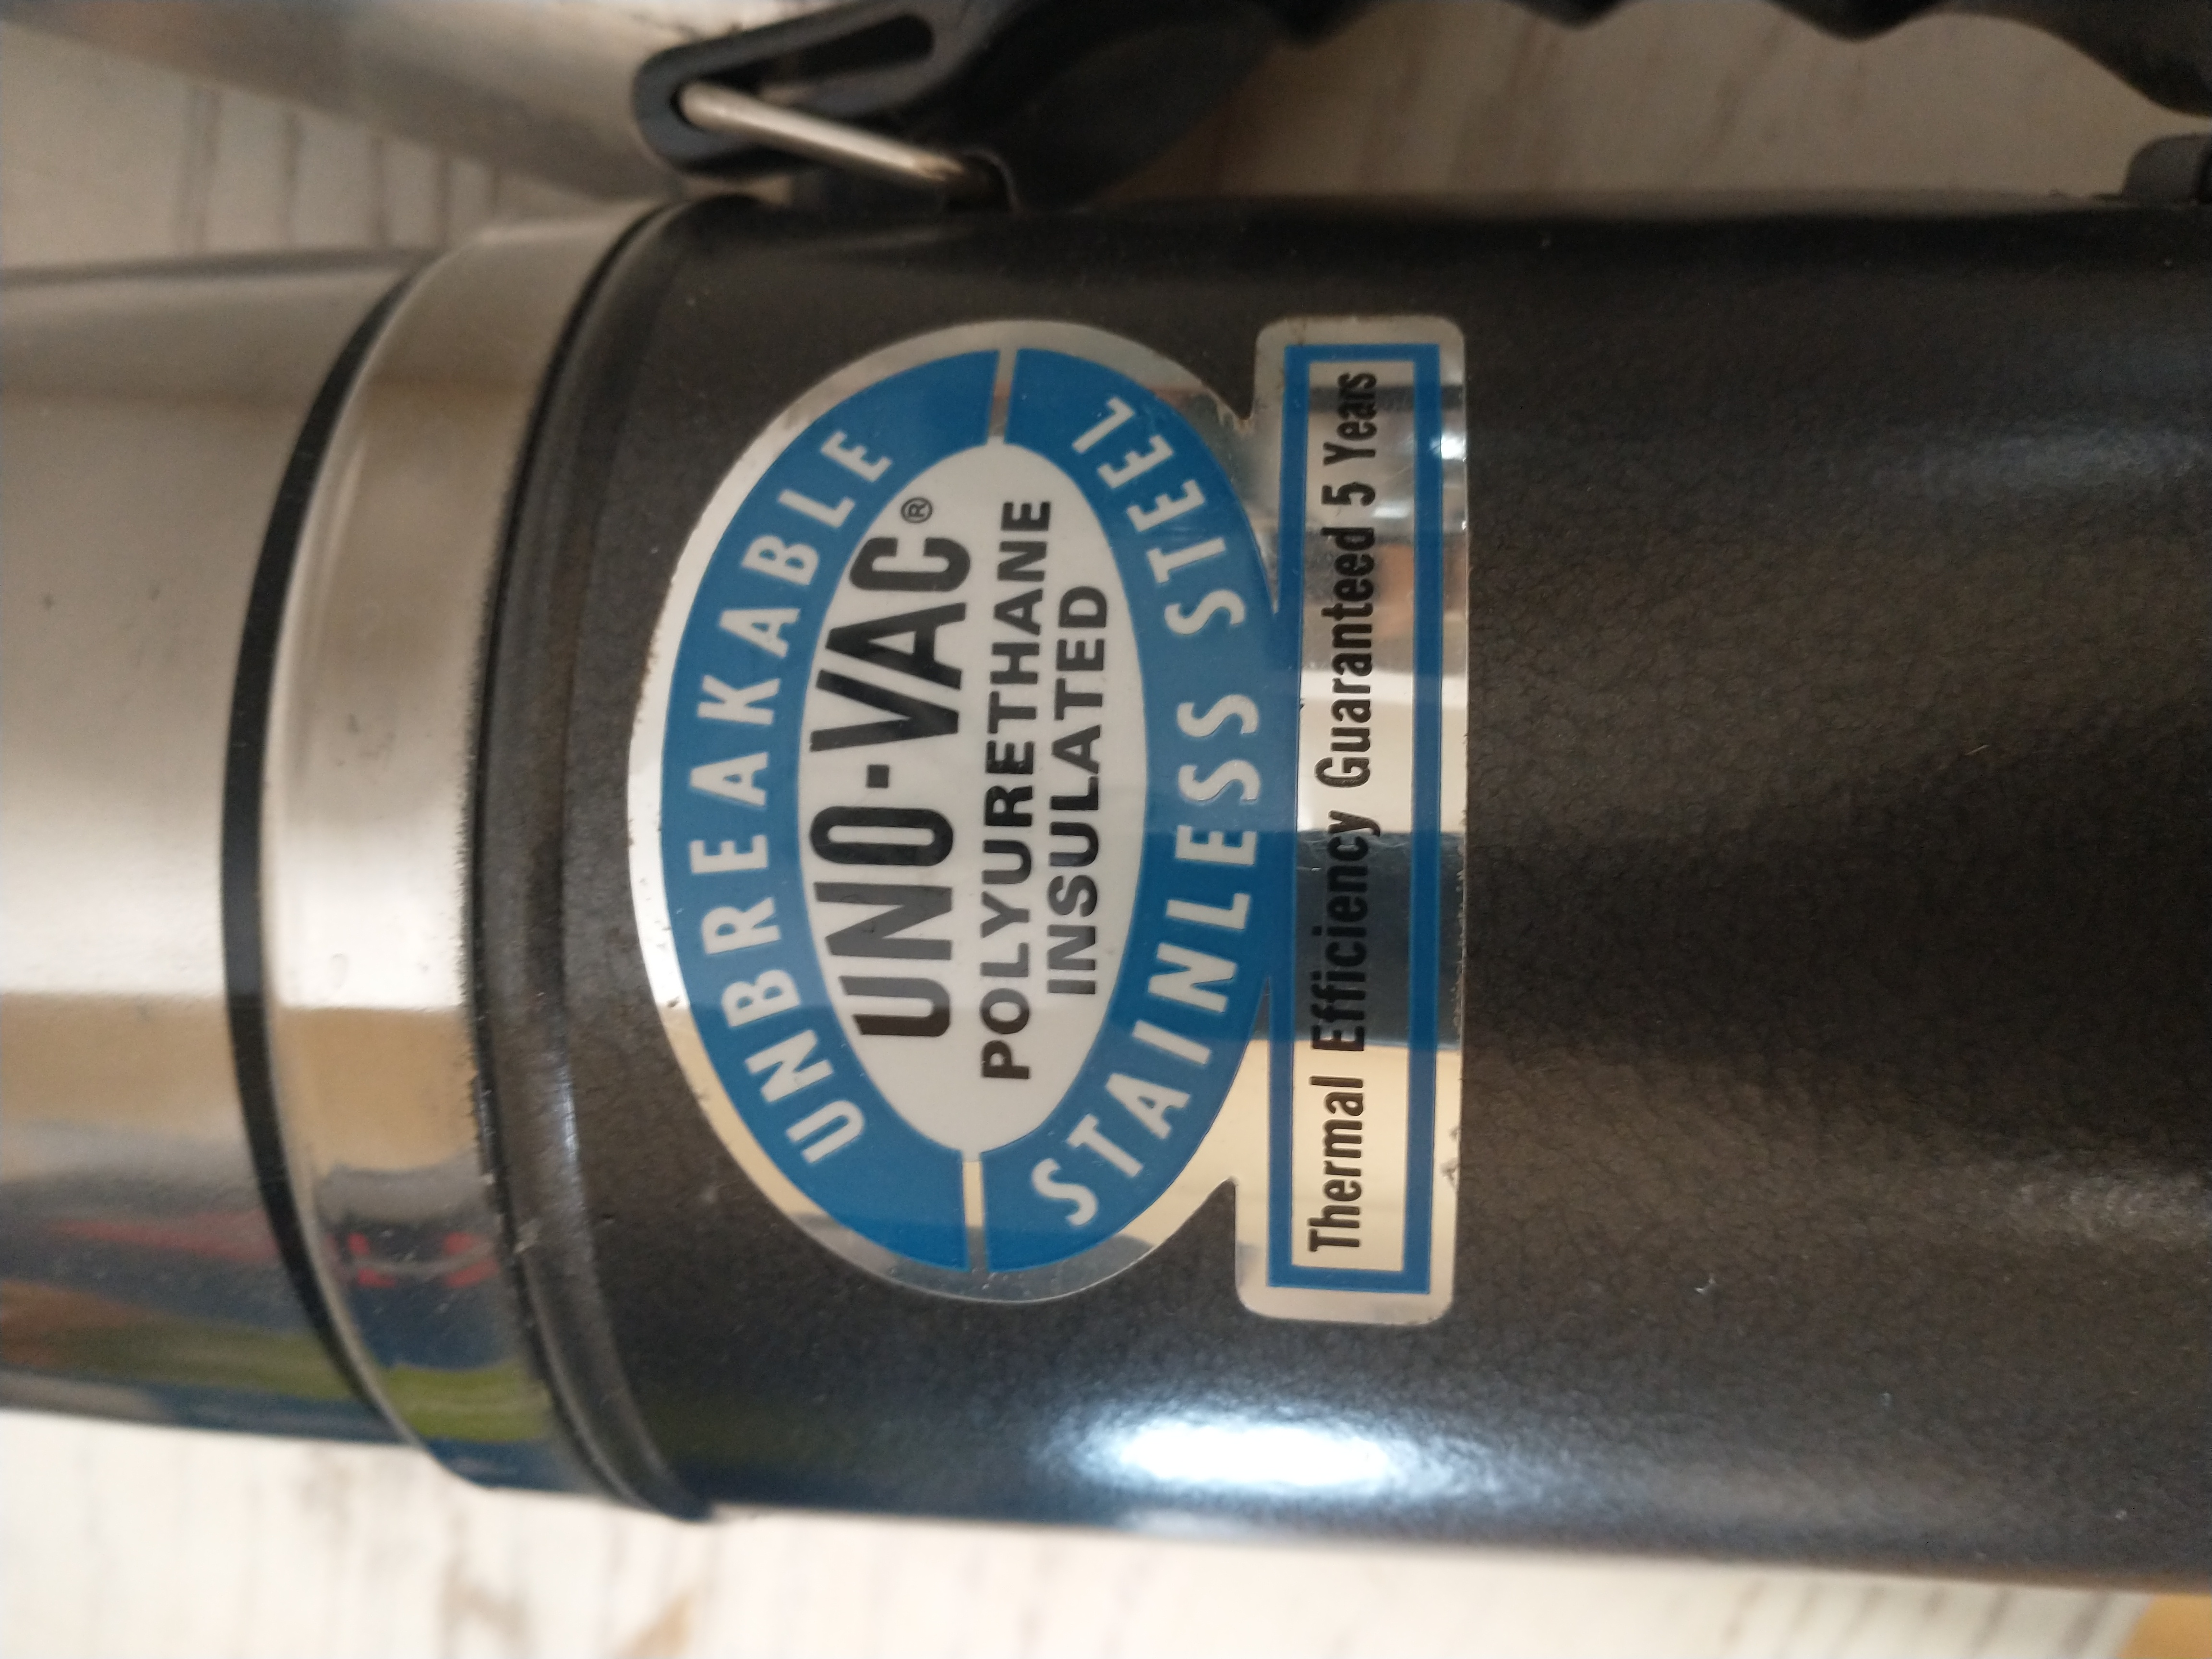 UNBREAKABLE
UNO-VAC®
POLYURETHANE
INSULATED
STAINLESS STEEL
Thermal Efficiency Guaranteed 5 Years